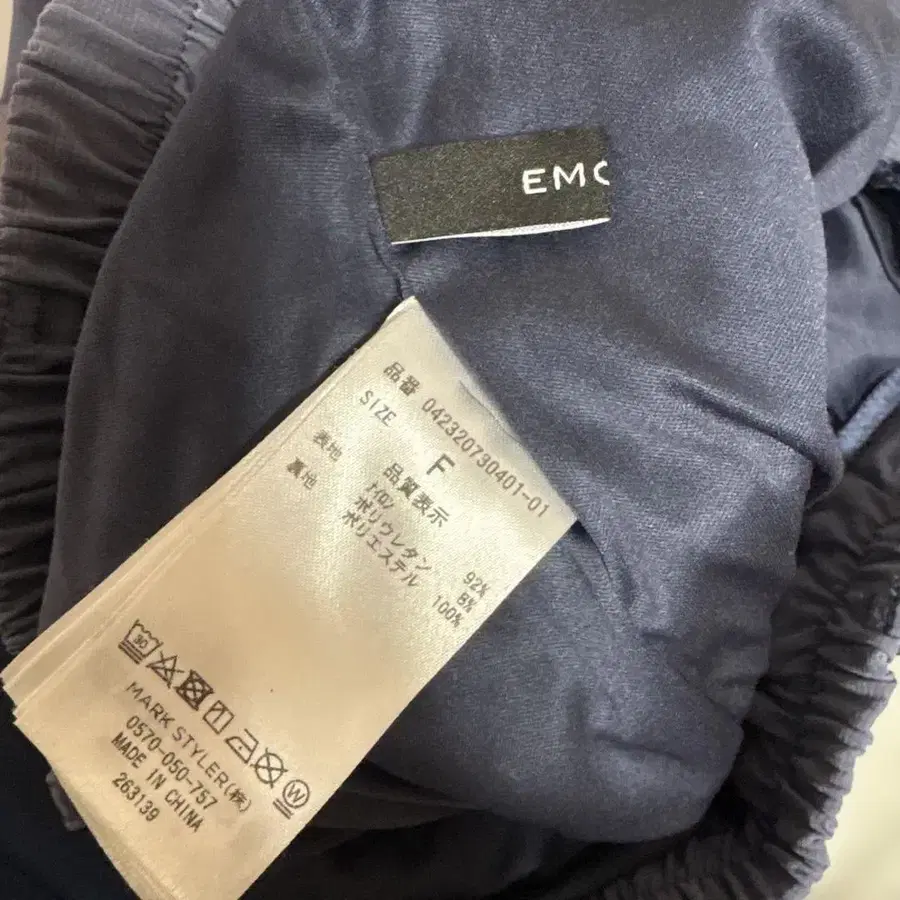 EMO
品番 042320730401-01
SIZE F
品質表示
表地 ナイロン 92%
ポリウレタン 8%
裏地 ポリエステル 100%
30
MARK STYLER(株)
0570-050-757
MADE IN CHINA
263139